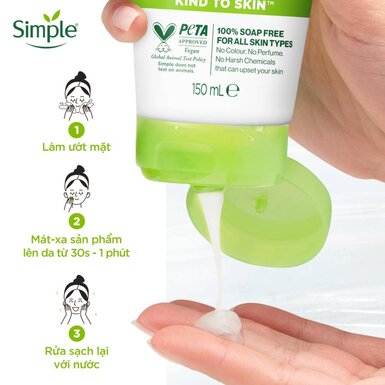 Simple®
KIND TO SKIN™
PETA
APPROVED
Vegan
Global Animal Test Policy
Simple does not
test on animals
100% SOAP FREE
FOR ALL SKIN TYPES
No Colour. No Perfume.
No Harsh Chemicals
that can upset your skin
150 mL ℮
1
Làm ướt mặt
2
Mát-xa sản phẩm
lên da từ 30s - 1 phút
3
Rửa sạch lại
với nước